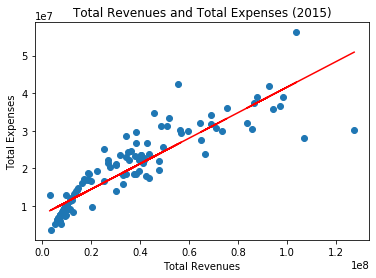 Total Revenues and Total Expenses (2015)
1e7
5
4
3
2
1
Total Expenses
0.0 0.2 0.4 0.6 0.8 1.0 1.2
1e8
Total Revenues